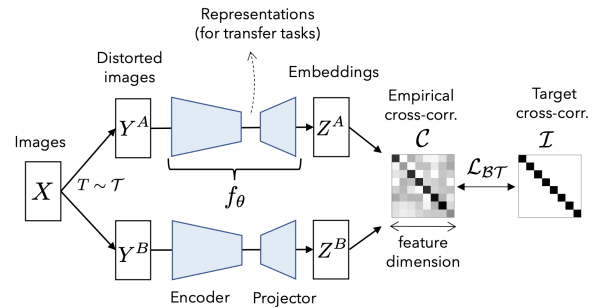 Representations
(for transfer tasks)
Distorted
images
Embeddings
Empirical
cross-corr.
Target
cross-corr.
Images
Y^A
Z^A
C
I
X
T ~ T
f_θ
L_BT
Y^B
Z^B
feature
dimension
Encoder
Projector